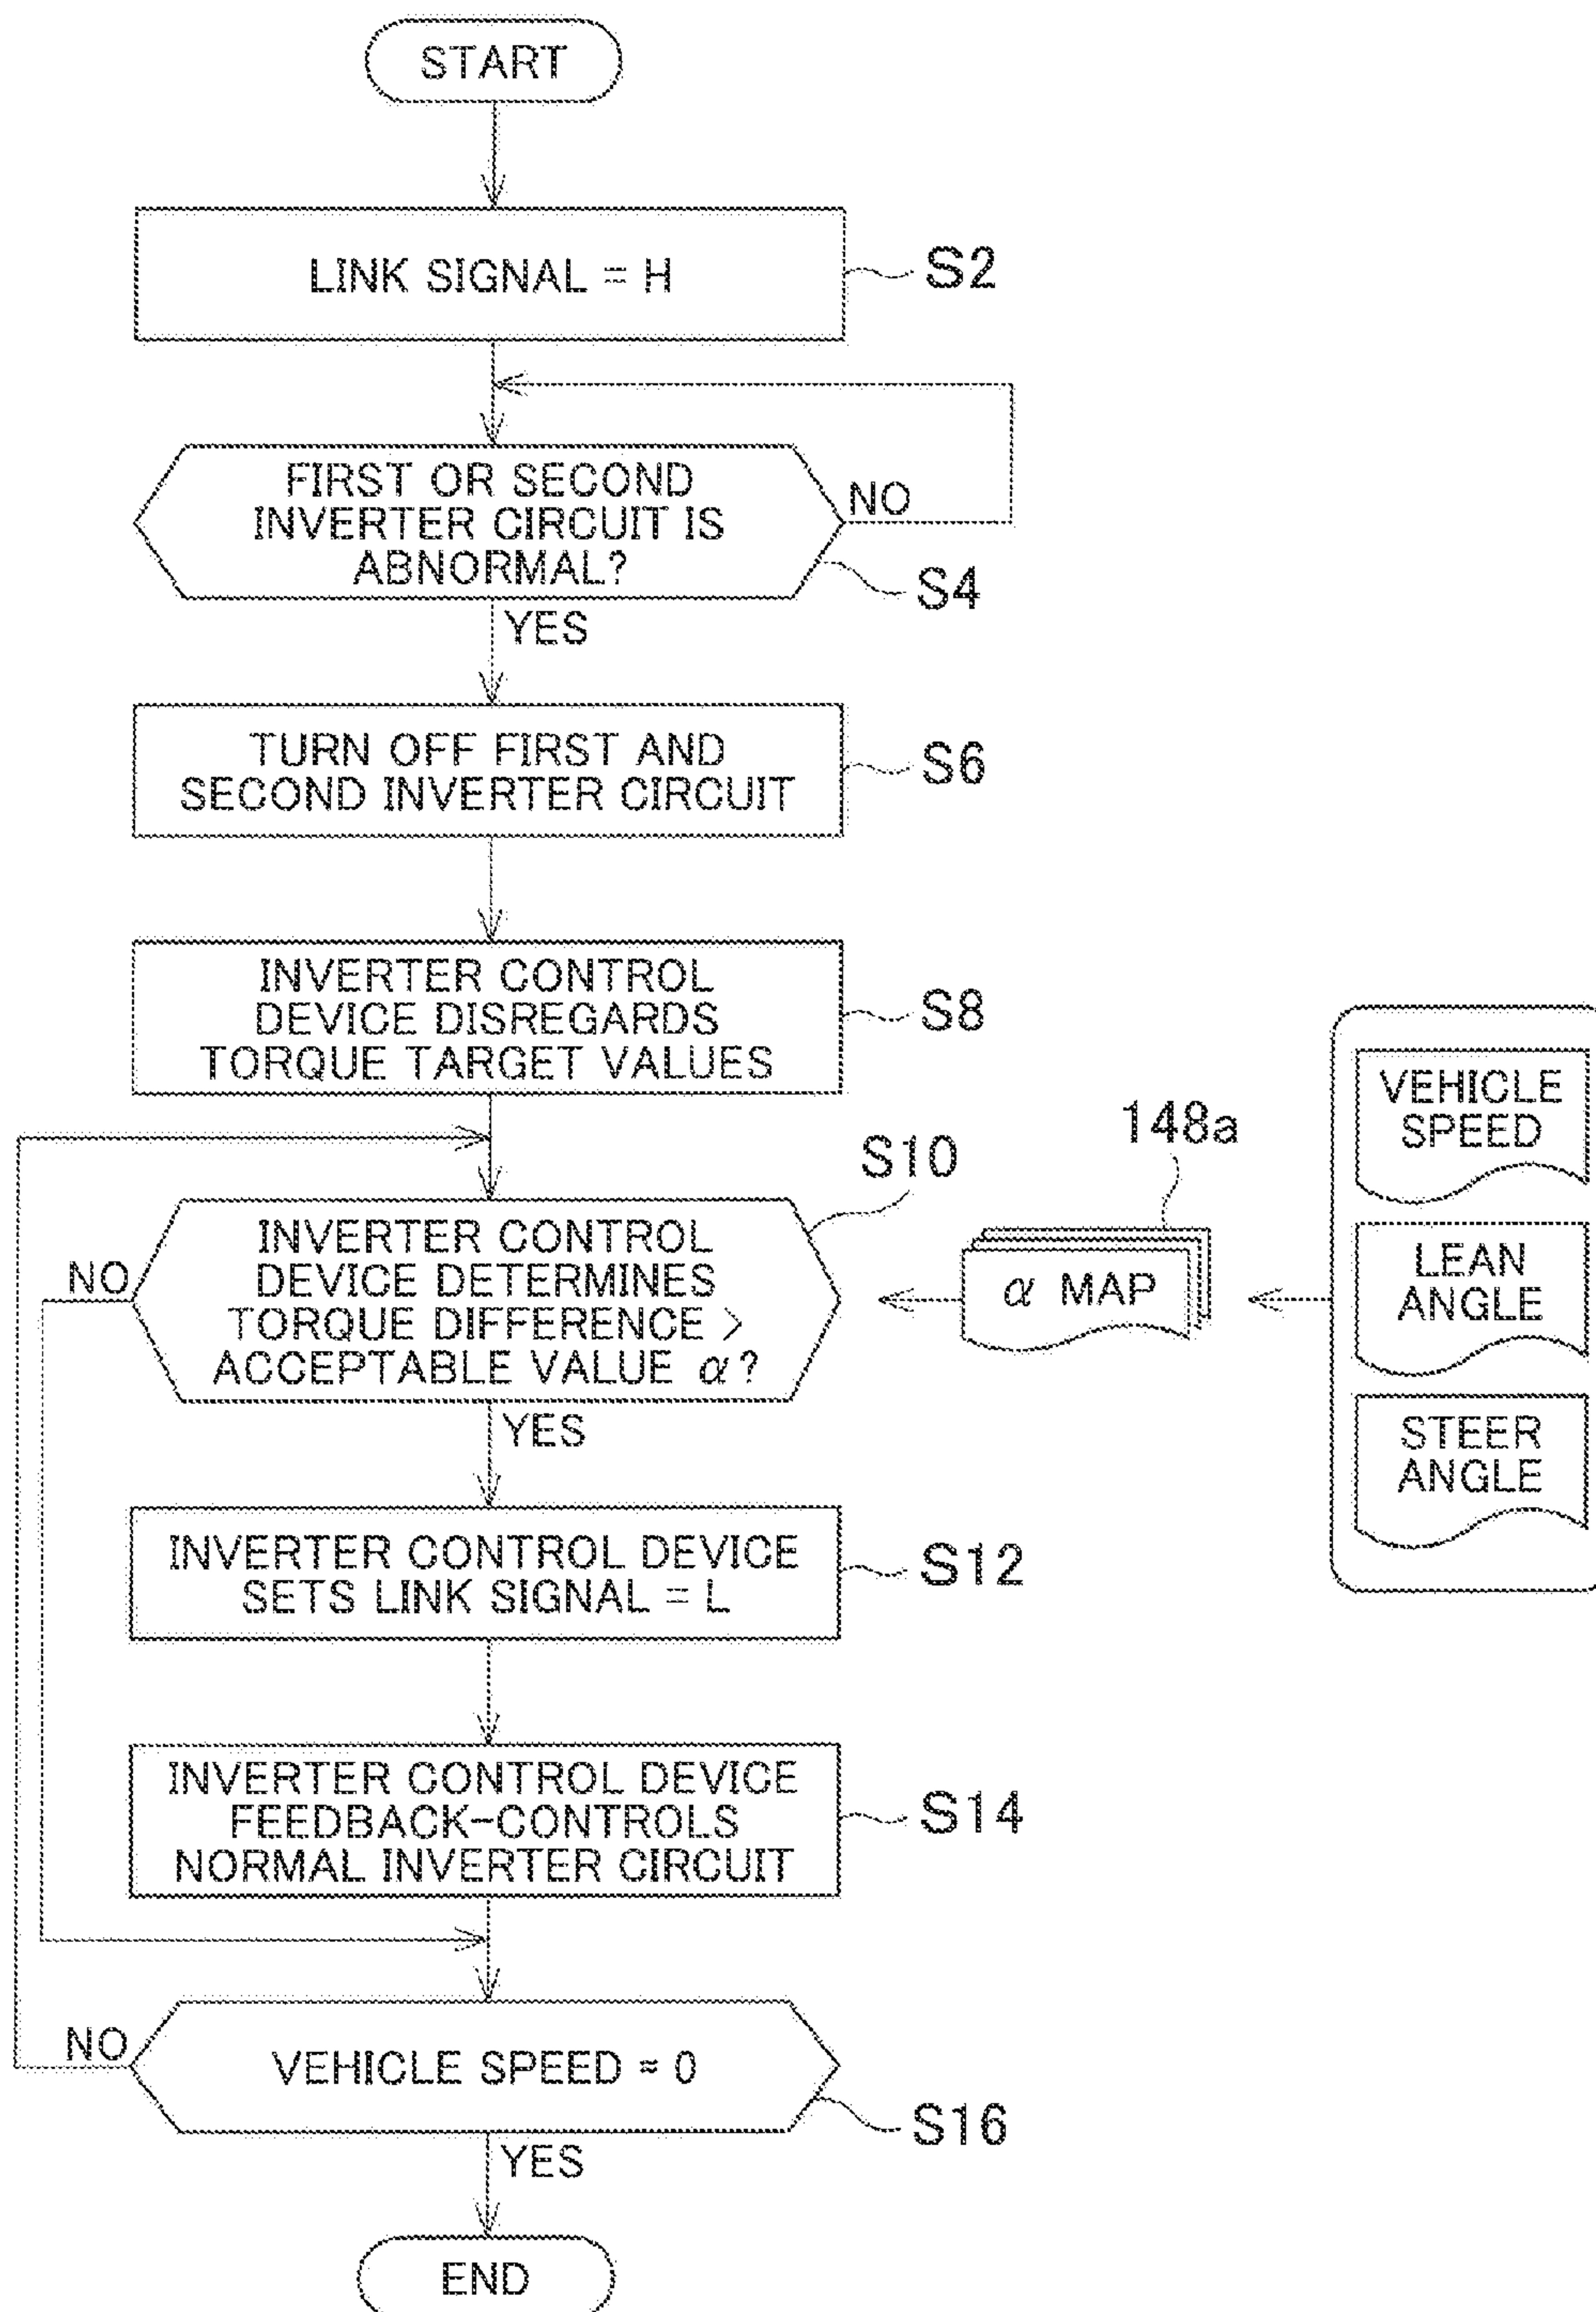 START
LINK SIGNAL = H
S2
FIRST OR SECOND
INVERTER CIRCUIT IS
ABNORMAL?
NO
S4
YES
TURN OFF FIRST AND
SECOND INVERTER CIRCUIT
S6
INVERTER CONTROL
DEVICE DISREGARDS
TORQUE TARGET VALUES
S8
INVERTER CONTROL
DEVICE DETERMINES
TORQUE DIFFERENCE >
ACCEPTABLE VALUE α?
S10
NO
YES
148a
α MAP
VEHICLE
SPEED
LEAN
ANGLE
STEER
ANGLE
INVERTER CONTROL DEVICE
SETS LINK SIGNAL = L
S12
INVERTER CONTROL DEVICE
FEEDBACK-CONTROLS
NORMAL INVERTER CIRCUIT
S14
NO
VEHICLE SPEED ≈ 0
S16
YES
END